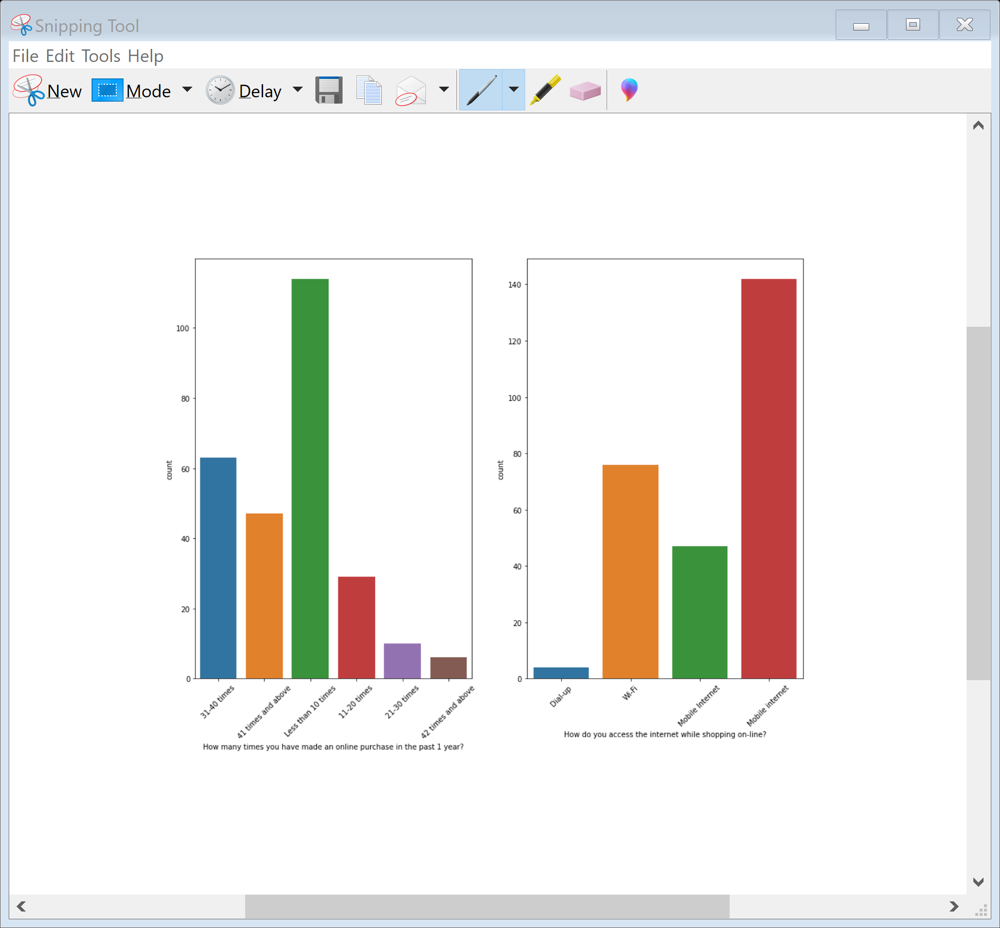 Snipping Tool
File Edit Tools Help
New Mode Delay
100
80
60
40
20
0
count
31-40 times
41 times and above
Less than 10 times
11-20 times
21-30 times
42 times and above
How many times you have made an online purchase in the past 1 year?
140
120
100
80
60
40
20
0
count
Dial-up
Wi-Fi
Mobile Internet
Mobile internet
How do you access the internet while shopping on-line?